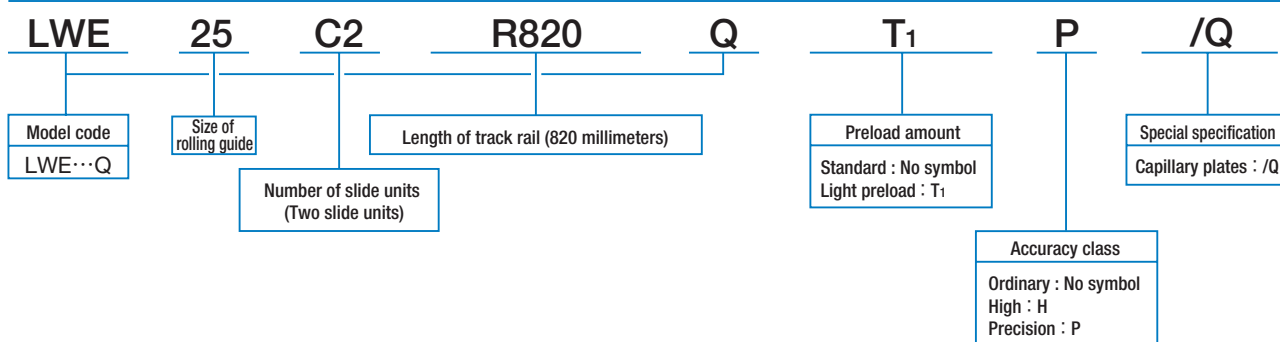 LWE 25 C2 R820 Q T1 P /Q
Model code
LWE…Q
Size of
rolling guide
Number of slide units
(Two slide units)
Length of track rail (820 millimeters)
Preload amount
Standard : No symbol
Light preload : T1
Accuracy class
Ordinary : No symbol
High : H
Precision : P
Special specification
Capillary plates : /Q